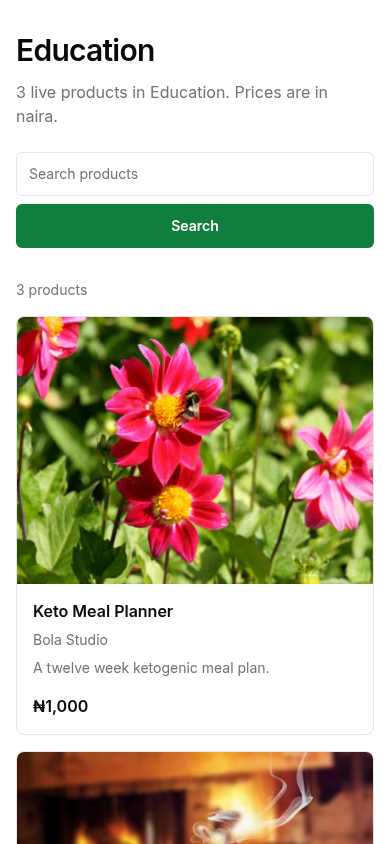 Education
3 live products in Education. Prices are in
naira.
Search products
Search
3 products
Keto Meal Planner
Bola Studio
A twelve week ketogenic meal plan.
₦1,000